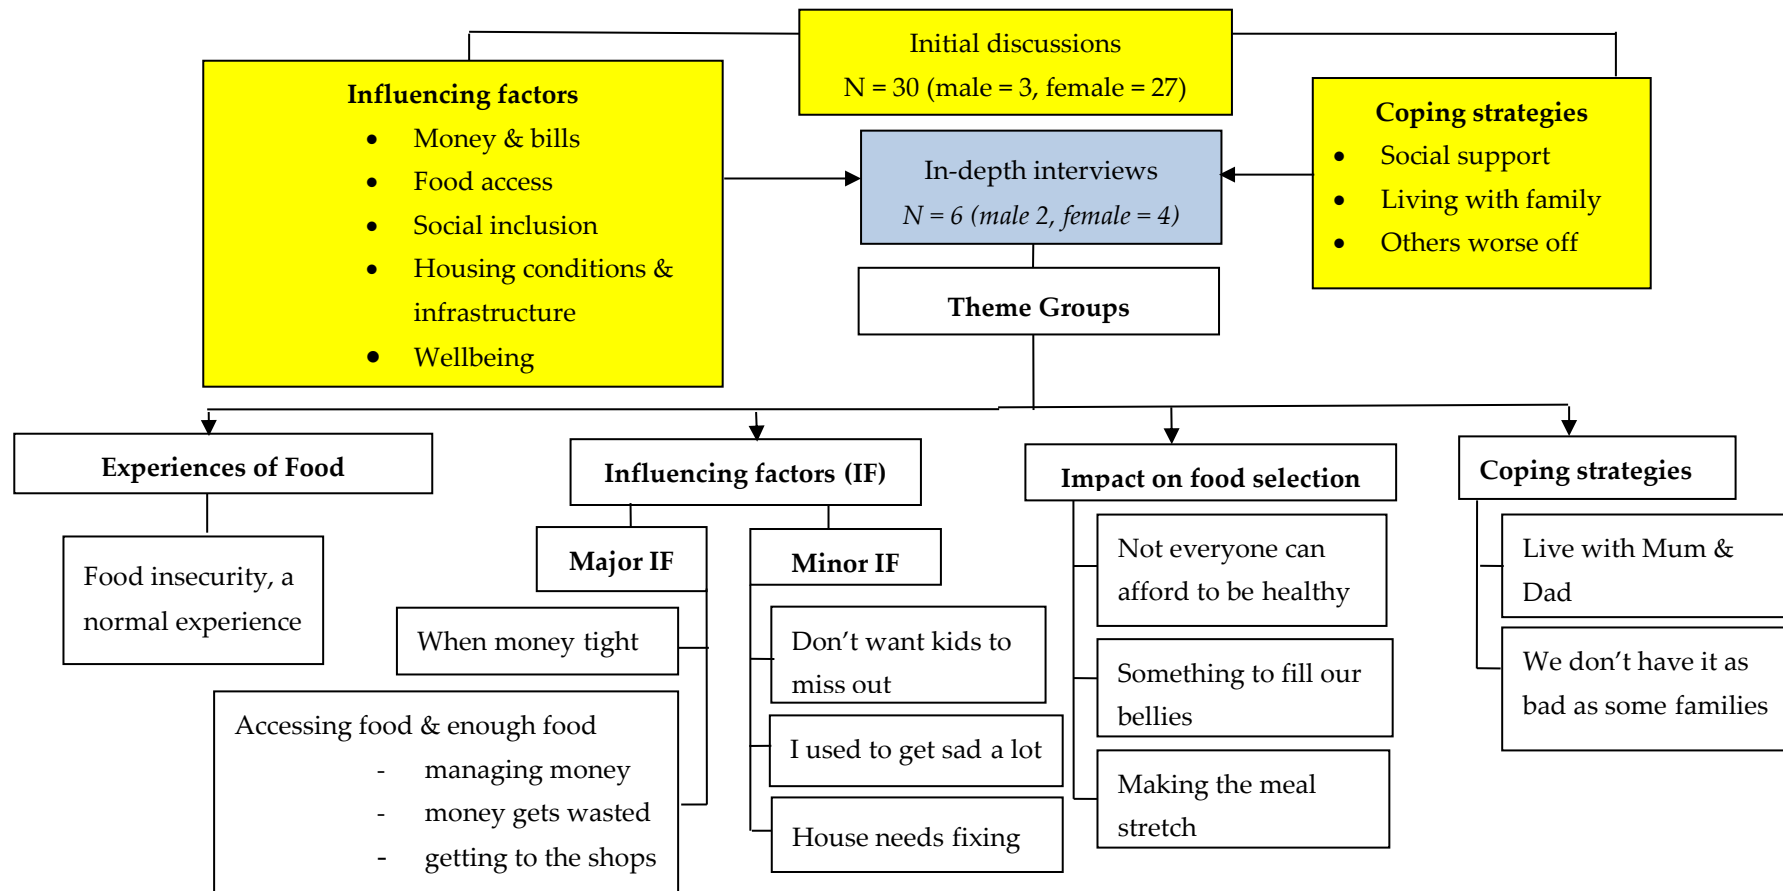 Initial discussions
N = 30 (male = 3, female = 27)
Influencing factors
• Money & bills
• Food access
• Social inclusion
• Housing conditions &
infrastructure
• Wellbeing
In-depth interviews
N = 6 (male 2, female = 4)
Coping strategies
• Social support
• Living with family
• Others worse off
Theme Groups
Experiences of Food
Food insecurity, a
normal experience
Influencing factors (IF)
Major IF
When money tight
Accessing food & enough food
- managing money
- money gets wasted
- getting to the shops
Minor IF
Don’t want kids to
miss out
I used to get sad a lot
House needs fixing
Impact on food selection
Not everyone can
afford to be healthy
Something to fill our
bellies
Making the meal
stretch
Coping strategies
Live with Mum &
Dad
We don’t have it as
bad as some families